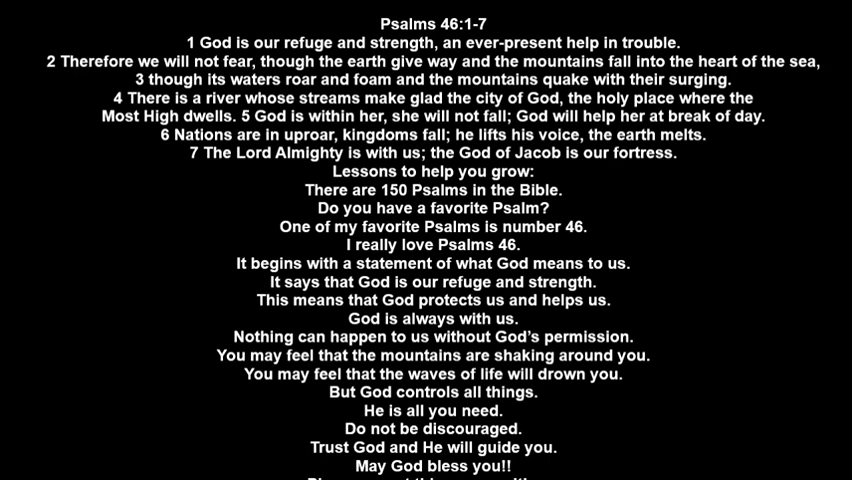 Psalms 46:1-7
1 God is our refuge and strength, an ever-present help in trouble.
2 Therefore we will not fear, though the earth give way and the mountains fall into the heart of the sea,
3 though its waters roar and foam and the mountains quake with their surging.
4 There is a river whose streams make glad the city of God, the holy place where the
Most High dwells. 5 God is within her, she will not fall; God will help her at break of day.
6 Nations are in uproar, kingdoms fall; he lifts his voice, the earth melts.
7 The Lord Almighty is with us; the God of Jacob is our fortress.
Lessons to help you grow:
There are 150 Psalms in the Bible.
Do you have a favorite Psalm?
One of my favorite Psalms is number 46.
I really love Psalms 46.
It begins with a statement of what God means to us.
It says that God is our refuge and strength.
This means that God protects us and helps us.
God is always with us.
Nothing can happen to us without God’s permission.
You may feel that the mountains are shaking around you.
You may feel that the waves of life will drown you.
But God controls all things.
He is all you need.
Do not be discouraged.
Trust God and He will guide you.
May God bless you!!